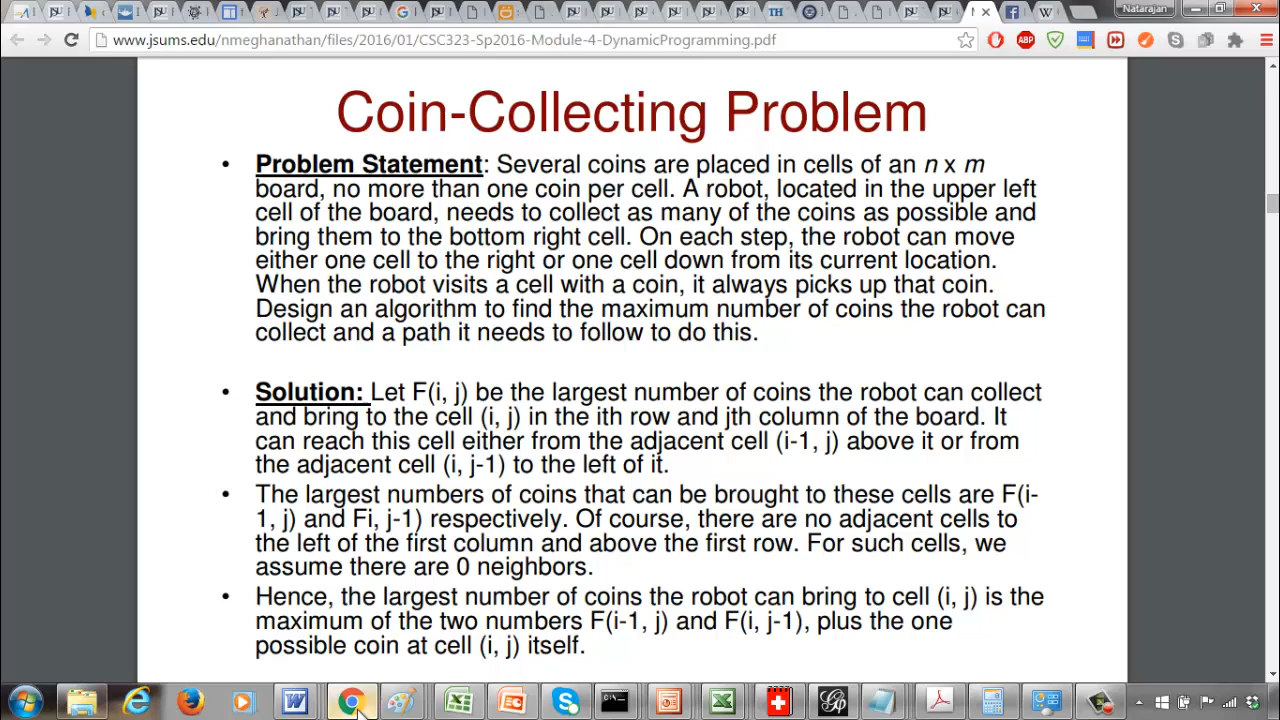 Natarajan
www.jsums.edu/nmeghanathan/files/2016/01/CSC323-Sp2016-Module-4-DynamicProgramming.pdf
Coin-Collecting Problem
• Problem Statement: Several coins are placed in cells of an n x m
board, no more than one coin per cell. A robot, located in the upper left
cell of the board, needs to collect as many of the coins as possible and
bring them to the bottom right cell. On each step, the robot can move
either one cell to the right or one cell down from its current location.
When the robot visits a cell with a coin, it always picks up that coin.
Design an algorithm to find the maximum number of coins the robot can
collect and a path it needs to follow to do this.
• Solution: Let F(i, j) be the largest number of coins the robot can collect
and bring to the cell (i, j) in the ith row and jth column of the board. It
can reach this cell either from the adjacent cell (i-1, j) above it or from
the adjacent cell (i, j-1) to the left of it.
• The largest numbers of coins that can be brought to these cells are F(i-
1, j) and Fi, j-1) respectively. Of course, there are no adjacent cells to
the left of the first column and above the first row. For such cells, we
assume there are 0 neighbors.
• Hence, the largest number of coins the robot can bring to cell (i, j) is the
maximum of the two numbers F(i-1, j) and F(i, j-1), plus the one
possible coin at cell (i, j) itself.